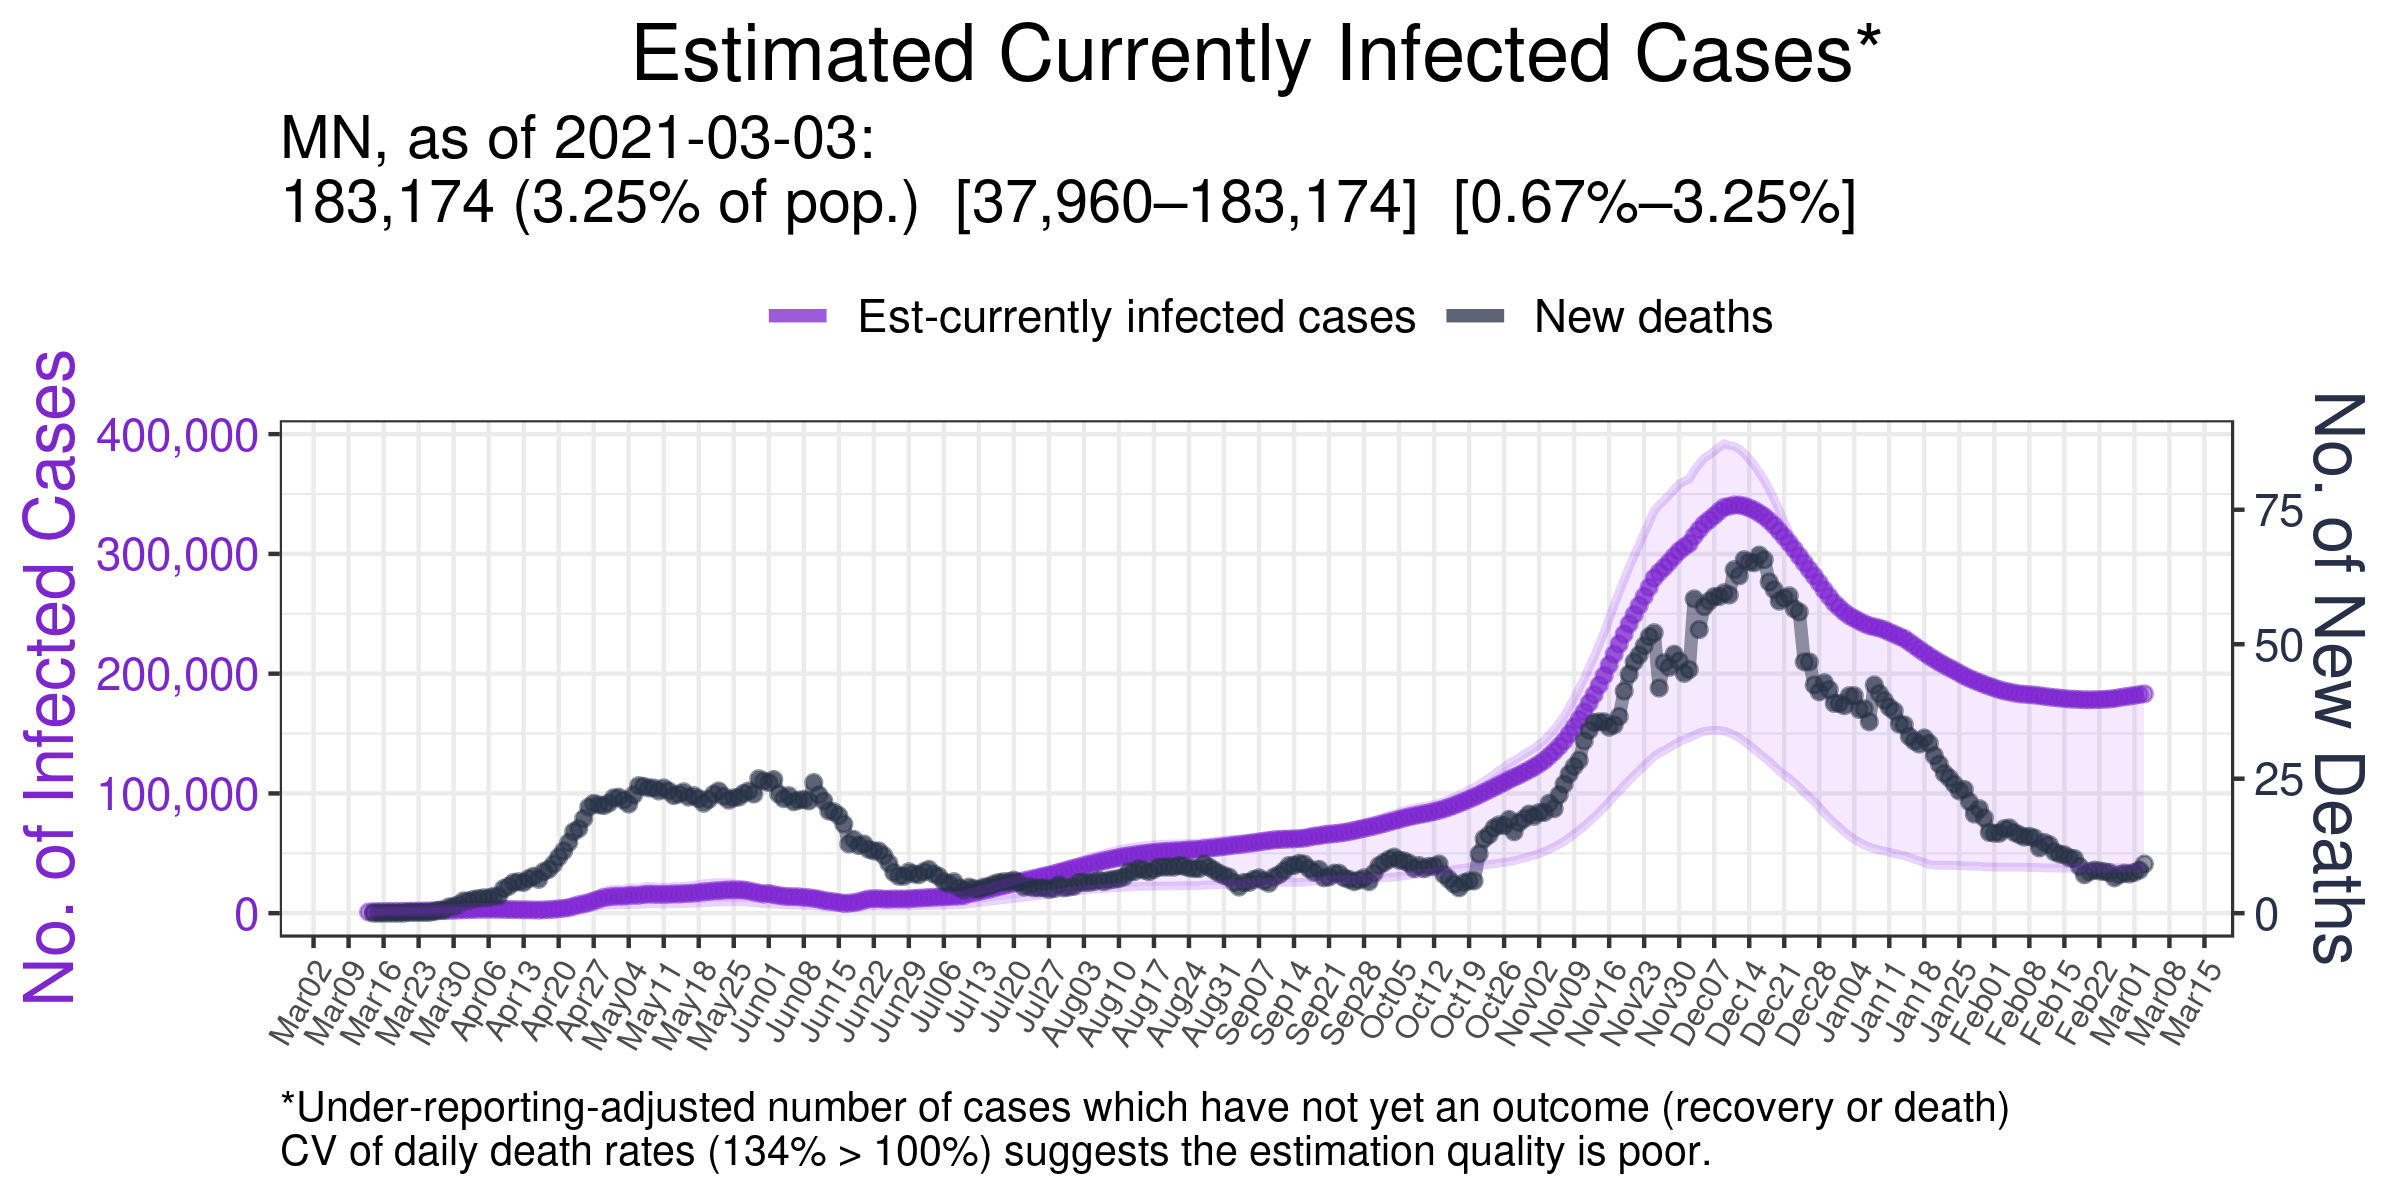 Estimated Currently Infected Cases*
MN, as of 2021-03-03:
183,174 (3.25% of pop.) [37,960–183,174] [0.67%–3.25%]
Est-currently infected cases New deaths
No. of Infected Cases
400,000
300,000
200,000
100,000
0
75
50
25
0
No. of New Deaths
Mar02 Mar09 Mar16 Mar23 Mar30 Apr06 Apr13 Apr20 Apr27 May04 May11 May18 May25 Jun01 Jun08 Jun15 Jun22 Jun29 Jul06 Jul13 Jul20 Jul27 Aug03 Aug10 Aug17 Aug24 Aug31 Sep07 Sep14 Sep21 Sep28 Oct05 Oct12 Oct19 Oct26 Nov02 Nov09 Nov16 Nov23 Nov30 Dec07 Dec14 Dec21 Dec28 Jan04 Jan11 Jan18 Jan25 Feb01 Feb08 Feb15 Feb22 Mar01 Mar08 Mar15
*Under-reporting-adjusted number of cases which have not yet an outcome (recovery or death)
CV of daily death rates (134% > 100%) suggests the estimation quality is poor.